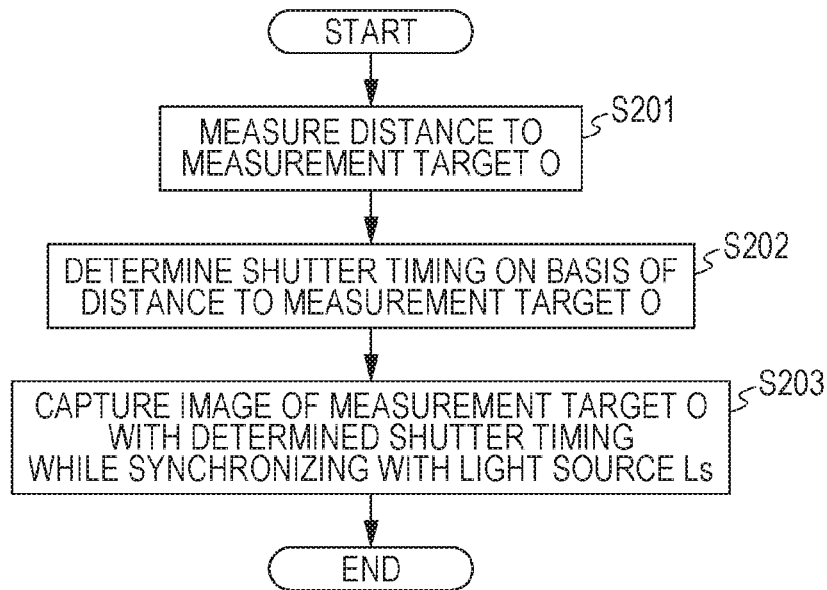 START
MEASURE DISTANCE TO
MEASUREMENT TARGET O
S201
DETERMINE SHUTTER TIMING ON BASIS OF
DISTANCE TO MEASUREMENT TARGET O
S202
CAPTURE IMAGE OF MEASUREMENT TARGET O
WITH DETERMINED SHUTTER TIMING
WHILE SYNCHRONIZING WITH LIGHT SOURCE Ls
S203
END